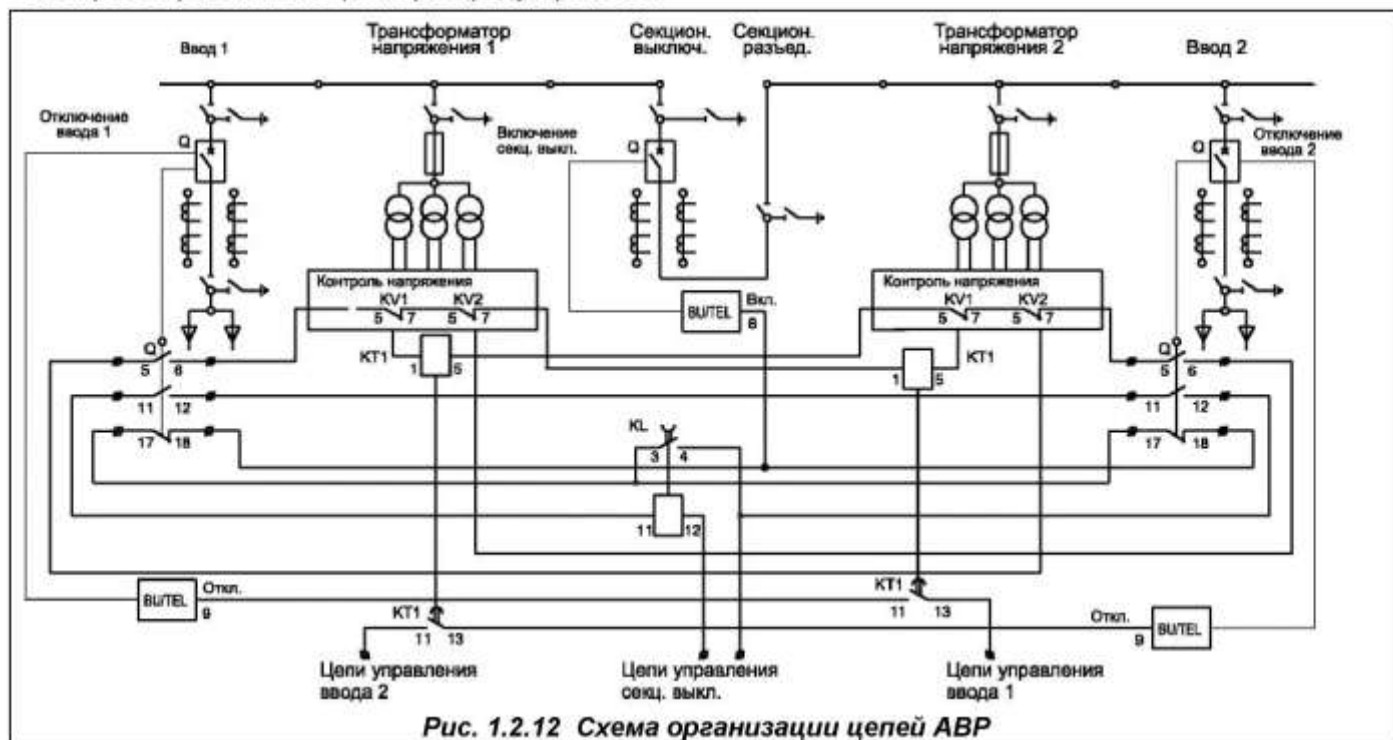 Ввод 1
Трансформатор
напряжения 1
Секцион.
выключ.
Секцион.
разъед.
Трансформатор
напряжения 2
Ввод 2
Отключение
ввода 1
Q
Включение
секц. выкл.
Q
Q
Отключение
ввода 2
Контроль напряжения
KV1
KV2
5 7
5 7
BU/TEL
Вкл.
8
Контроль напряжения
KV1
KV2
5 7
5 7
Q
5 6
KT1
1 5
1 5
KT1
Q
5 6
11 12
11 12
17 18
KL
3 4
17 18
11 12
BU/TEL
Откл.
9
KT1
11 13
KT1
11 13
Откл.
9
BU/TEL
Цепи управления
ввода 2
Цепи управления
секц. выкл.
Цепи управления
ввода 1
Рис. 1.2.12 Схема организации цепей АВР